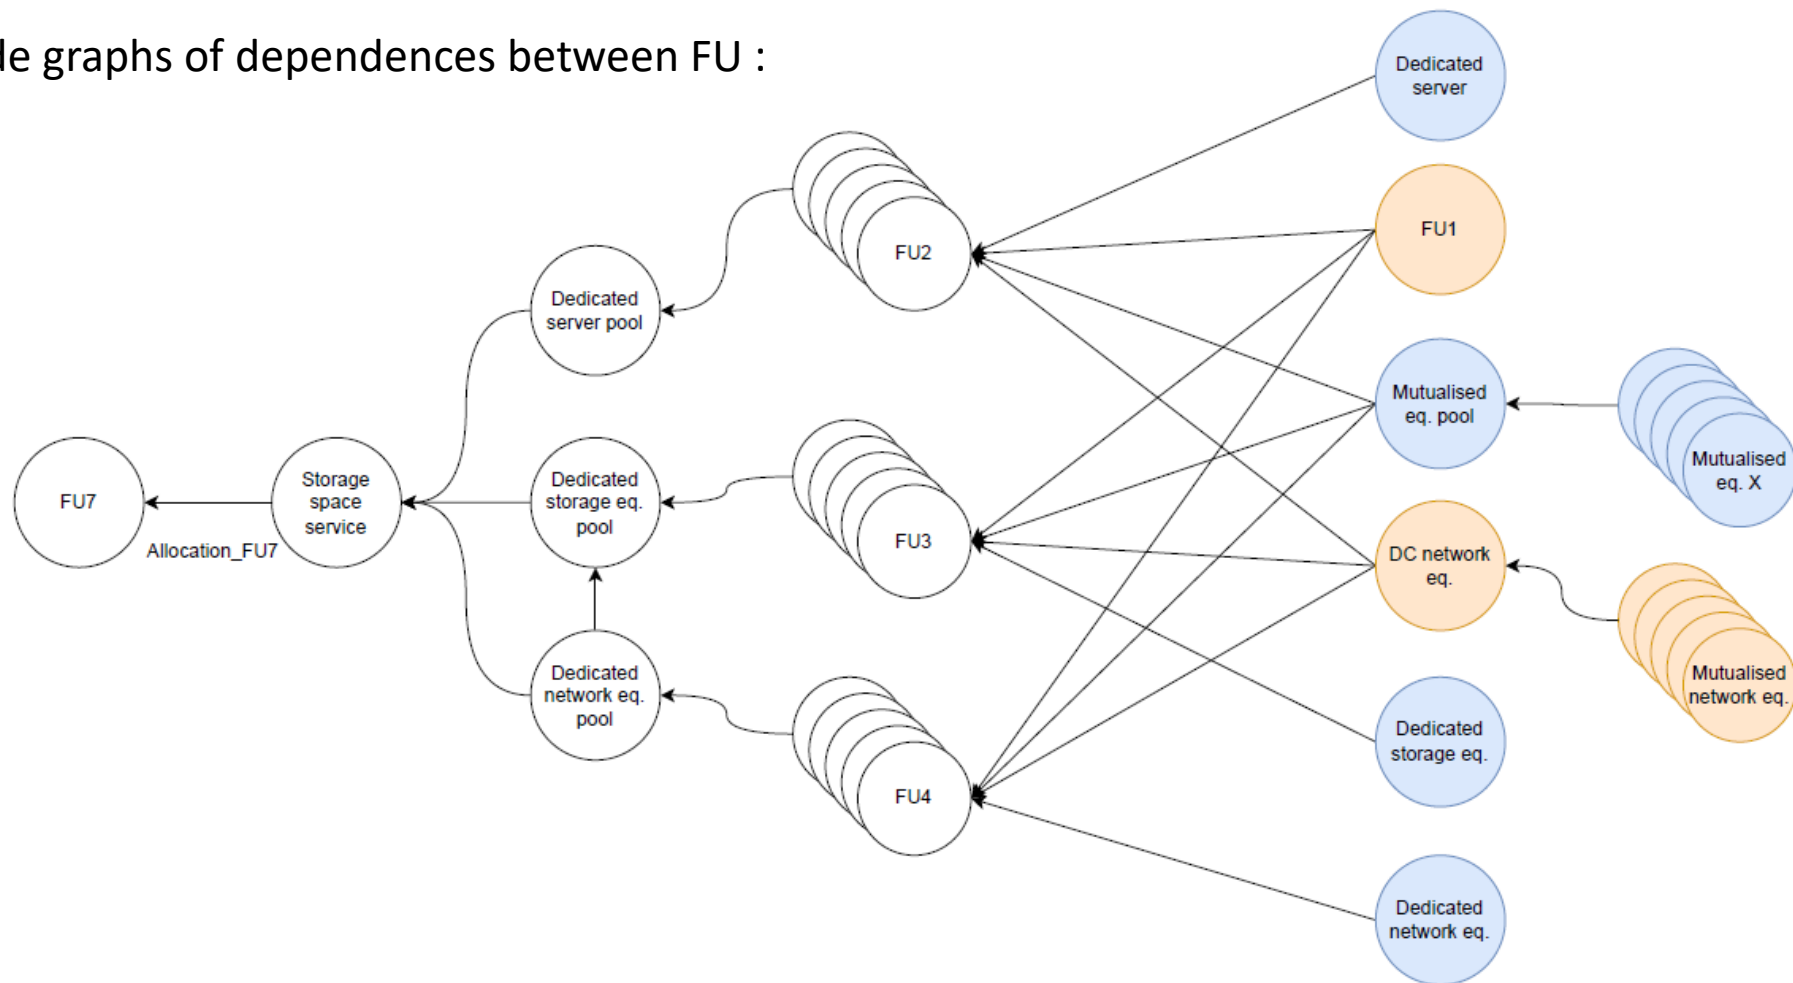 de graphs of dependences between FU :
Dedicated
server
FU1
FU2
Dedicated
server pool
Mutualised
eq. pool
Mutualised
eq. X
FU7
Allocation_FU7
Storage
space
service
Dedicated
storage eq.
pool
FU3
DC network
eq.
Mutualised
network eq.
Dedicated
network eq.
pool
Dedicated
storage eq.
FU4
Dedicated
network eq.